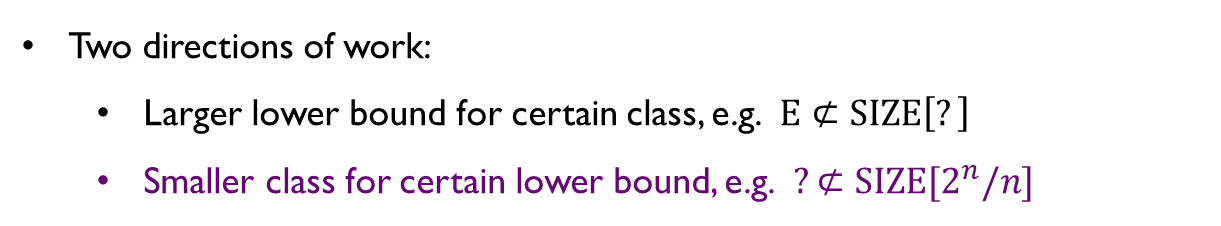 • Two directions of work:
• Larger lower bound for certain class, e.g. E ⊄ SIZE[?]
• Smaller class for certain lower bound, e.g. ? ⊄ SIZE[2ⁿ/n]